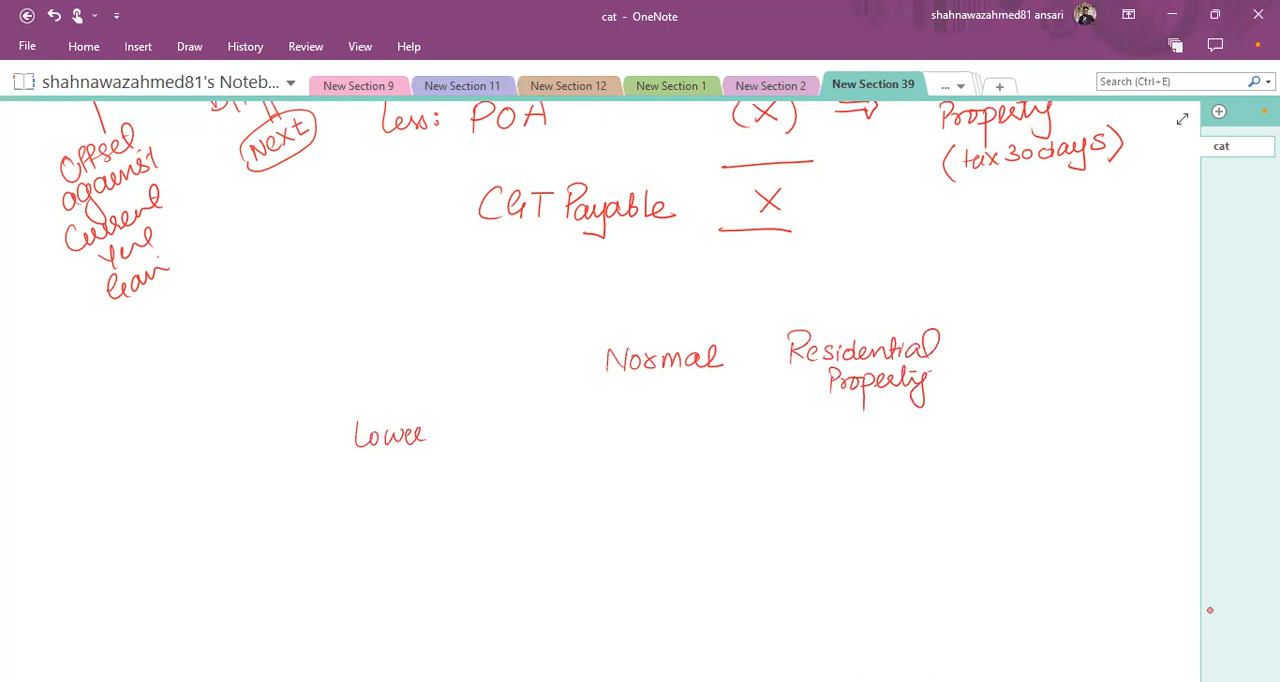 cat - OneNote
shahnawazahmed81 ansari
File Home Insert Draw History Review View Help
shahnawazahmed81's Noteb...
New Section 9 New Section 11 New Section 12 New Section 1 New Section 2 New Section 39 ...
Search (Ctrl+E)
cat
Less: POA (X) ⇒ Property
(tax 30 days)
Next
Offset
against
Current
CGT Payable X
Normal Residential
Property
Lower